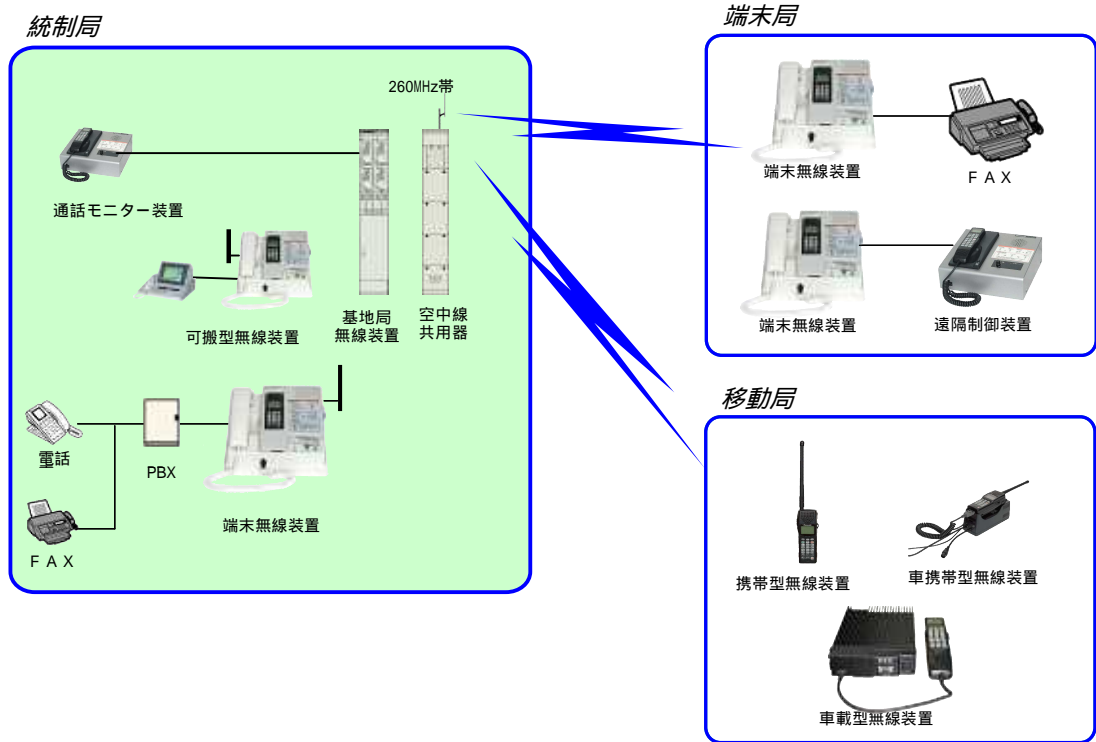 統制局
260MHz帯
通話モニター装置
可搬型無線装置
基地局
無線装置
空中線
共用器
電話
PBX
端末無線装置
ＦＡＸ
端末局
端末無線装置
ＦＡＸ
端末無線装置
遠隔制御装置
移動局
携帯型無線装置
車携帯型無線装置
車載型無線装置